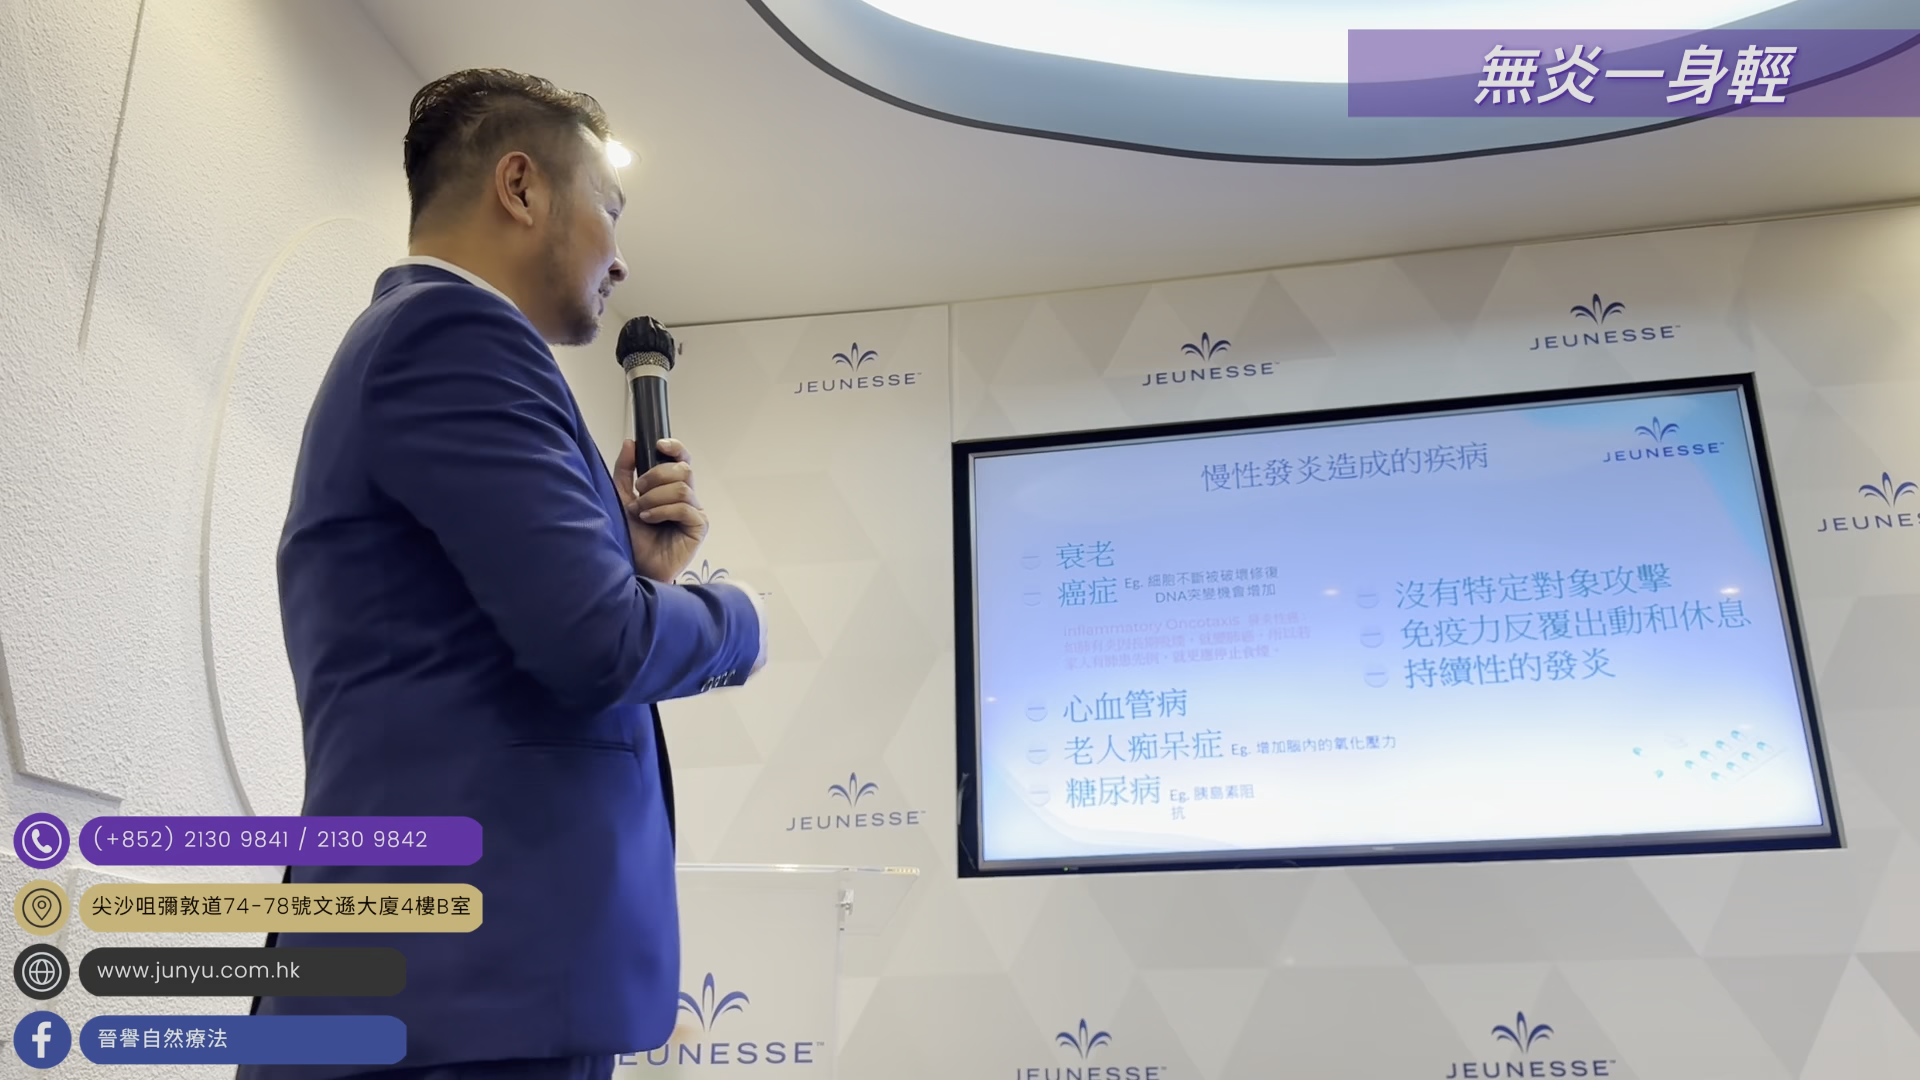 無炎一身輕
JEUNESSE
JEUNESSE
JEUNESSE
JEUNESSE
慢性發炎造成的疾病
衰老
癌症 Eg. 細胞不斷被破壞修復
DNA突變機會增加
inflammatory Oncotaxis
心血管病
老人痴呆症 Eg. 增加腦內的氧化壓力
糖尿病 Eg. 胰島素阻
抗
沒有特定對象攻擊
免疫力反覆出動和休息
持續性的發炎
JEUNE
JEUNESSE
EUNESSE
JEUNESSE
JEUNESSE
(+852) 2130 9841 / 2130 9842
尖沙咀彌敦道74-78號文遜大廈4樓B室
www.junyu.com.hk
晉譽自然療法